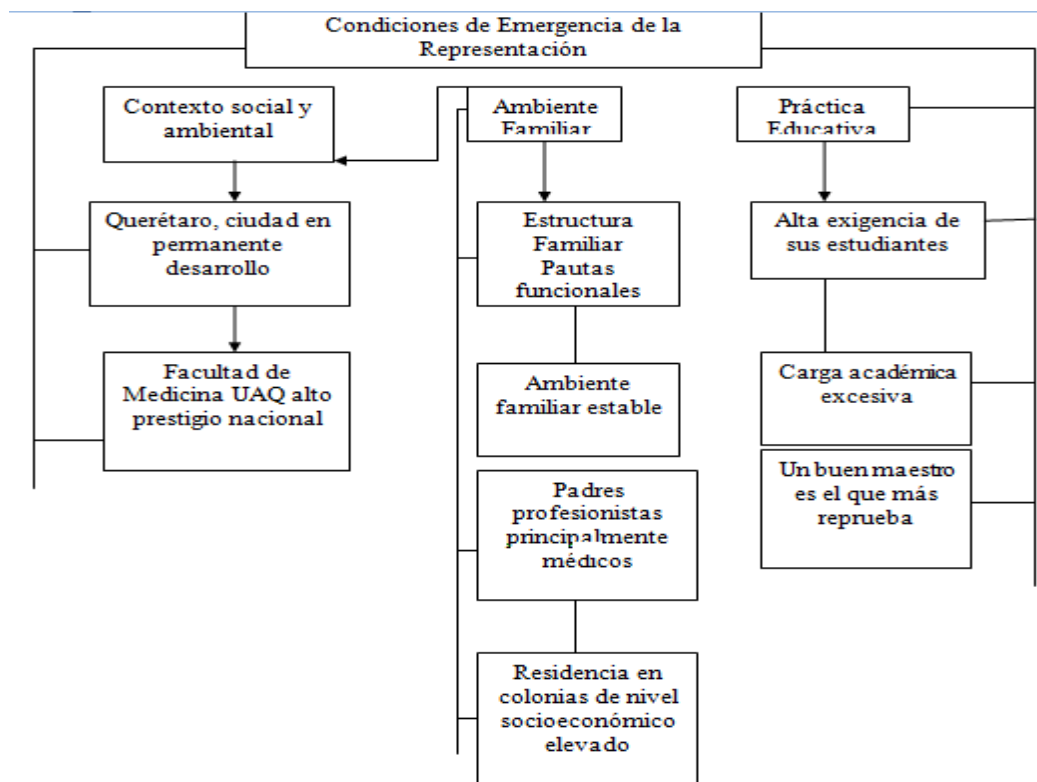 Condiciones de Emergencia de la
Representación
Contexto social y
ambiental
Ambiente
Familiar
Práctica
Educativa
Querétaro, ciudad en
permanente
desarrollo
Estructura
Familiar
Pautas
funcionales
Alta exigencia de
sus estudiantes
Facultad de
Medicina UAQ alto
prestigio nacional
Ambiente
familiar estable
Carga académica
excesiva
Un buen maestro
es el que más
reprueba
Padres
profesionistas
principalmente
médicos
Residencia en
colonias de nivel
socioeconómico
elevado